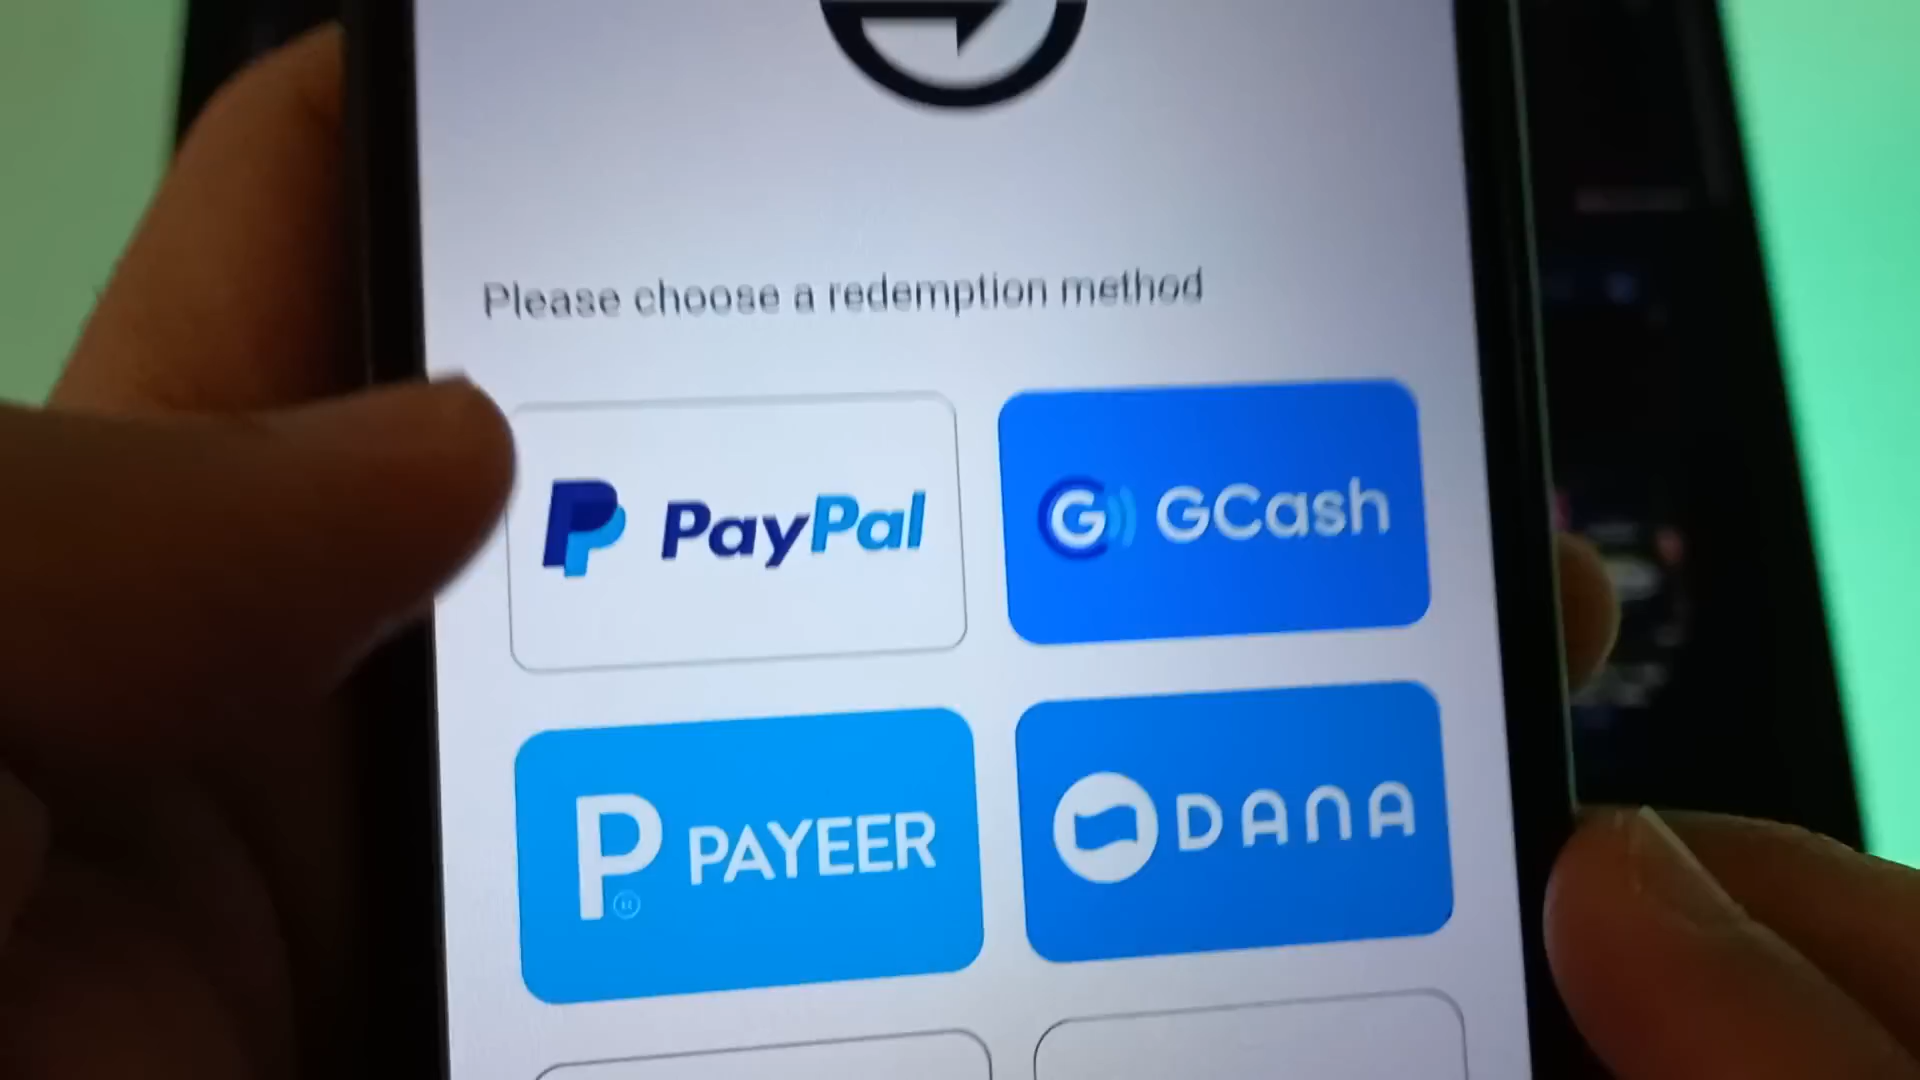 Please choose a redemption method
PayPal
GCash
PAYEER
DANA